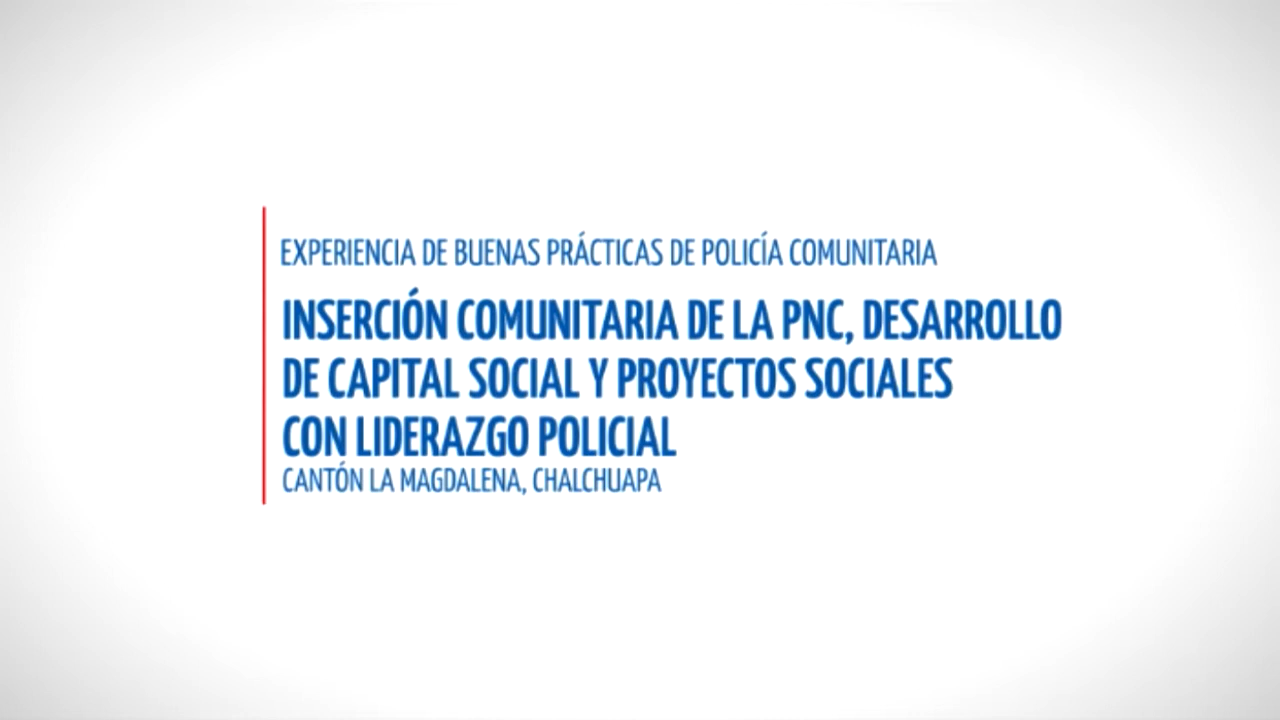 EXPERIENCIA DE BUENAS PRÁCTICAS DE POLICÍA COMUNITARIA
INSERCIÓN COMUNITARIA DE LA PNC, DESARROLLO
DE CAPITAL SOCIAL Y PROYECTOS SOCIALES
CON LIDERAZGO POLICIAL
CANTÓN LA MAGDALENA, CHALCHUAPA